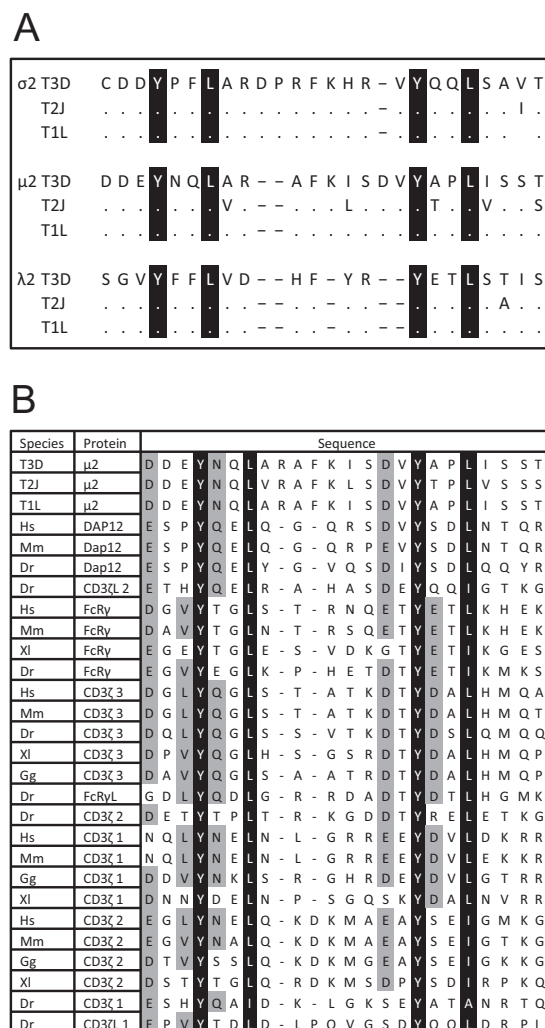 A
σ2 T3D C D D Y P F L A R D P R F K H R – V Y Q Q L S A V T
T2J . . . . . . . . . . . . . . . . – . . . . . . . I .
T1L . . . . . . . . . . . . . . . . – . . . . . . . . .
μ2 T3D D D E Y N Q L A R – – A F K I S D V Y A P L I S S T
T2J . . . . . . . V . – – . . . L . . . . T . . V . . S
T1L . . . . . . . . . – – . . . . . . . . . . . . . . .
λ2 T3D S G V Y F F L V D – – H F – Y R – – Y E T L S T I S
T2J . . . . . . . . . – – . . – . . – – . . . . . A . .
T1L . . . . . . . . . – – . . – . . – – . . . . . . . .
B
Species Protein Sequence
T3D μ2 D D E Y N Q L A R A F K I S D V Y A P L I S S T
T2J μ2 D D E Y N Q L V R A F K L S D V Y T P L V S S S
T1L μ2 D D E Y N Q L A R A F K I S D V Y A P L I S S T
Hs DAP12 E S P Y Q E L Q - G - Q R S D V Y S D L N T Q R
Mm Dap12 E S P Y Q E L Q - G - Q R P E V Y S D L N T Q R
Dr Dap12 E S P Y Q E L Y - G - V Q S D I Y S D L Q Q Y R
Dr CD3ζL 2 E T H Y Q E L R - A - H A S D E Y Q Q I G T K G
Hs FcRγ D G V Y T G L S - T - R N Q E T Y E T L K H E K
Mm FcRγ D A V Y T G L N - T - R S Q E T Y E T L K H E K
Xl FcRγ E G E Y T G L E - S - V D K G T Y E T I K G E S
Dr FcRγ E G V Y E G L K - P - H E T D T Y E T I K M K S
Hs CD3ζ 3 D G L Y Q G L S - T - A T K D T Y D A L H M Q A
Mm CD3ζ 3 D G L Y Q G L S - T - A T K D T Y D A L H M Q T
Dr CD3ζ 3 D Q L Y Q G L S - S - V T K D T Y D S L Q M Q Q
Xl CD3ζ 3 D P V Y Q G L H - S - G S R D T Y D A L H M Q P
Gg CD3ζ 3 D A V Y Q G L S - A - A T R D T Y D A L H M Q P
Dr FcRγL G D L Y Q D L G - R - R D A D T Y D T L H G M K
Dr CD3ζ 2 D E T Y T P L T - R - K G D D T Y R E L E T K G
Hs CD3ζ 1 N Q L Y N E L N - L - G R R E E Y D V L D K R R
Mm CD3ζ 1 N Q L Y N E L N - L - G R R E E Y D V L E K K R
Gg CD3ζ 1 D D V Y N K L S - R - G H R D E Y D V L G T R R
Xl CD3ζ 1 D N N Y D E L N - P - S G Q S K Y D A L N V R R
Hs CD3ζ 2 E G L Y N E L Q - K D K M A E A Y S E I G M K G
Mm CD3ζ 2 E G V Y N A L Q - K D K M A E A Y S E I G T K G
Gg CD3ζ 2 D T V Y S S L Q - K D K M G E A Y S E I G K K G
Xl CD3ζ 2 D S T Y T G L Q - R D K M S D P Y S D I R P K Q
Dr CD3ζ 1 E S H Y Q A I D - K - L G K S E Y A T A N R T Q
Dr CD3ζL 1 E P V Y T D L D - L P Q V G S D Y Q Q L D R P L